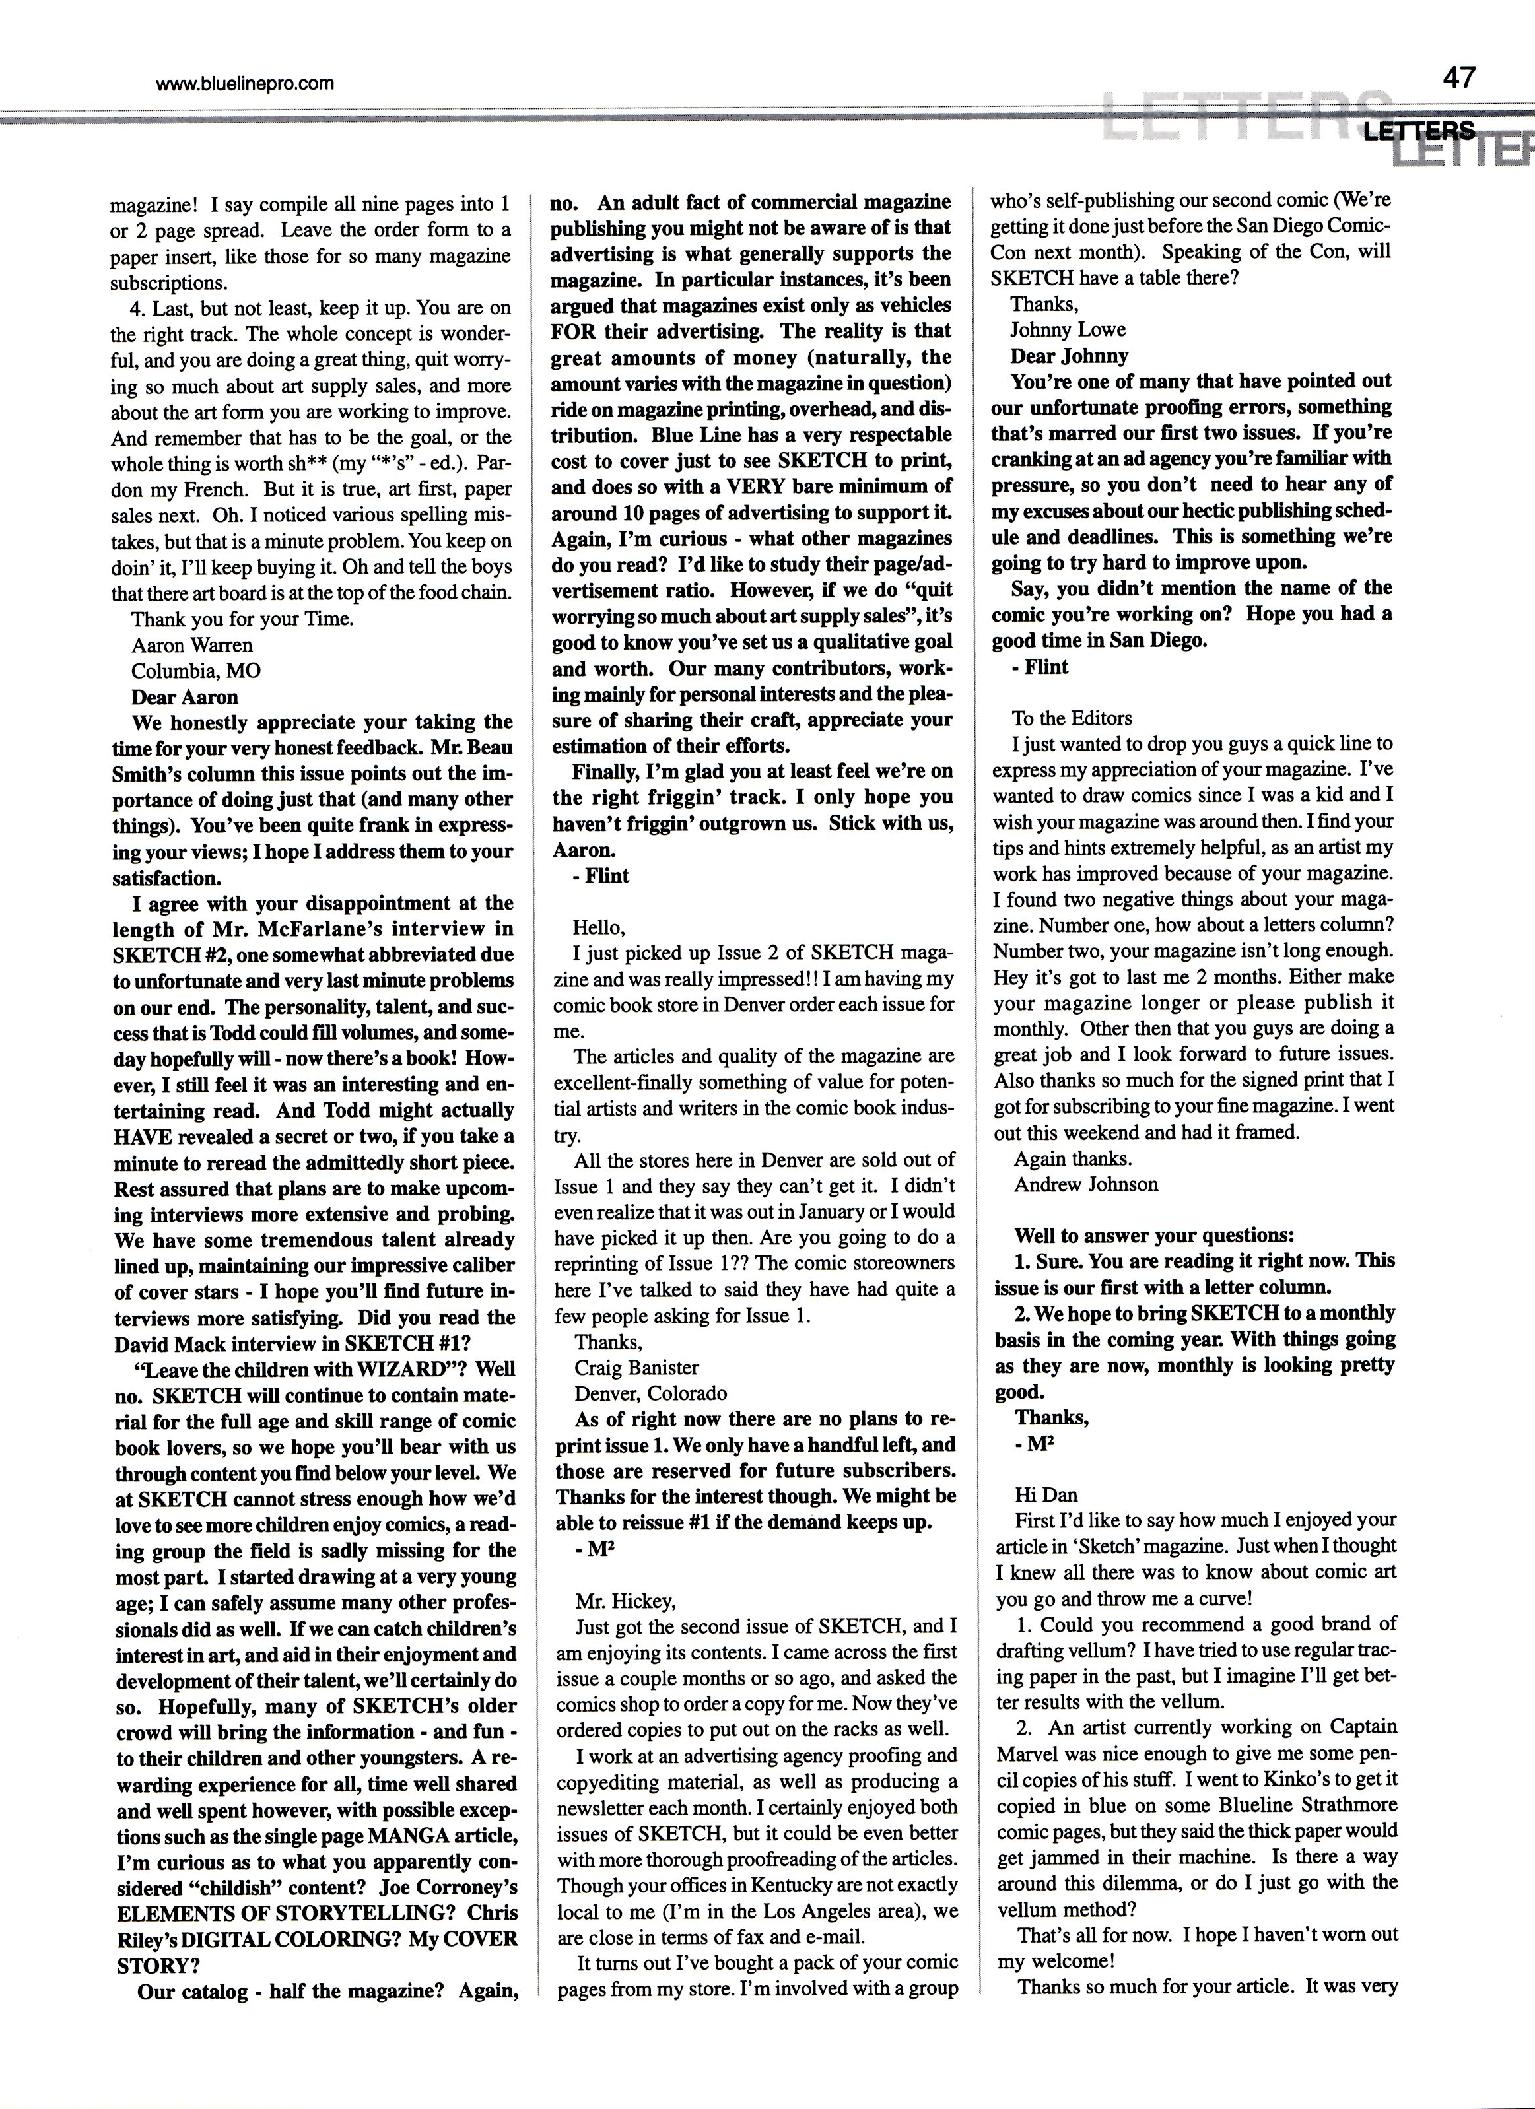 www.bluelinepro.com
47
LETTERS
LETTERS
LETTER
magazine! I say compile all nine pages into 1
or 2 page spread. Leave the order form to a
paper insert, like those for so many magazine
subscriptions.
4. Last, but not least, keep it up. You are on
the right track. The whole concept is wonder-
ful, and you are doing a great thing, quit worry-
ing so much about art supply sales, and more
about the art form you are working to improve.
And remember that has to be the goal, or the
whole thing is worth sh** (my “*’s” - ed.). Par-
don my French. But it is true, art first, paper
sales next. Oh. I noticed various spelling mis-
takes, but that is a minute problem. You keep on
doin’ it, I’ll keep buying it. Oh and tell the boys
that there art board is at the top of the food chain.
Thank you for your Time.
Aaron Warren
Columbia, MO
Dear Aaron
We honestly appreciate your taking the
time for your very honest feedback. Mr. Beau
Smith’s column this issue points out the im-
portance of doing just that (and many other
things). You’ve been quite frank in express-
ing your views; I hope I address them to your
satisfaction.
I agree with your disappointment at the
length of Mr. McFarlane’s interview in
SKETCH #2, one somewhat abbreviated due
to unfortunate and very last minute problems
on our end. The personality, talent, and suc-
cess that is Todd could fill volumes, and some-
day hopefully will - now there’s a book! How-
ever, I still feel it was an interesting and en-
tertaining read. And Todd might actually
HAVE revealed a secret or two, if you take a
minute to reread the admittedly short piece.
Rest assured that plans are to make upcom-
ing interviews more extensive and probing.
We have some tremendous talent already
lined up, maintaining our impressive caliber
of cover stars - I hope you’ll find future in-
terviews more satisfying. Did you read the
David Mack interview in SKETCH #1?
“Leave the children with WIZARD”? Well
no. SKETCH will continue to contain mate-
rial for the full age and skill range of comic
book lovers, so we hope you’ll bear with us
through content you find below your level. We
at SKETCH cannot stress enough how we’d
love to see more children enjoy comics, a read-
ing group the field is sadly missing for the
most part. I started drawing at a very young
age; I can safely assume many other profes-
sionals did as well. If we can catch children’s
interest in art, and aid in their enjoyment and
development of their talent, we’ll certainly do
so. Hopefully, many of SKETCH’s older
crowd will bring the information - and fun -
to their children and other youngsters. A re-
warding experience for all, time well shared
and well spent however, with possible excep-
tions such as the single page MANGA article,
I’m curious as to what you apparently con-
sidered “childish” content? Joe Corroney’s
ELEMENTS OF STORYTELLING? Chris
Riley’s DIGITAL COLORING? My COVER
STORY?
Our catalog - half the magazine? Again,
no. An adult fact of commercial magazine
publishing you might not be aware of is that
advertising is what generally supports the
magazine. In particular instances, it’s been
argued that magazines exist only as vehicles
FOR their advertising. The reality is that
great amounts of money (naturally, the
amount varies with the magazine in question)
ride on magazine printing, overhead, and dis-
tribution. Blue Line has a very respectable
cost to cover just to see SKETCH to print,
and does so with a VERY bare minimum of
around 10 pages of advertising to support it.
Again, I’m curious - what other magazines
do you read? I’d like to study their page/ad-
vertisement ratio. However, if we do “quit
worrying so much about art supply sales”, it’s
good to know you’ve set us a qualitative goal
and worth. Our many contributors, work-
ing mainly for personal interests and the plea-
sure of sharing their craft, appreciate your
estimation of their efforts.
Finally, I’m glad you at least feel we’re on
the right friggin’ track. I only hope you
haven’t friggin’ outgrown us. Stick with us,
Aaron.
- Flint
Hello,
I just picked up Issue 2 of SKETCH maga-
zine and was really impressed!! I am having my
comic book store in Denver order each issue for
me.
The articles and quality of the magazine are
excellent-finally something of value for poten-
tial artists and writers in the comic book indus-
try.
All the stores here in Denver are sold out of
Issue 1 and they say they can’t get it. I didn’t
even realize that it was out in January or I would
have picked it up then. Are you going to do a
reprinting of Issue 1?? The comic storeowners
here I’ve talked to said they have had quite a
few people asking for Issue 1.
Thanks,
Craig Banister
Denver, Colorado
As of right now there are no plans to re-
print issue 1. We only have a handful left, and
those are reserved for future subscribers.
Thanks for the interest though. We might be
able to reissue #1 if the demand keeps up.
- M²
Mr. Hickey,
Just got the second issue of SKETCH, and I
am enjoying its contents. I came across the first
issue a couple months or so ago, and asked the
comics shop to order a copy for me. Now they’ve
ordered copies to put out on the racks as well.
I work at an advertising agency proofing and
copyediting material, as well as producing a
newsletter each month. I certainly enjoyed both
issues of SKETCH, but it could be even better
with more thorough proofreading of the articles.
Though your offices in Kentucky are not exactly
local to me (I’m in the Los Angeles area), we
are close in terms of fax and e-mail.
It turns out I’ve bought a pack of your comic
pages from my store. I’m involved with a group
who’s self-publishing our second comic (We’re
getting it done just before the San Diego Comic-
Con next month). Speaking of the Con, will
SKETCH have a table there?
Thanks,
Johnny Lowe
Dear Johnny
You’re one of many that have pointed out
our unfortunate proofing errors, something
that’s marred our first two issues. If you’re
cranking at an ad agency you’re familiar with
pressure, so you don’t need to hear any of
my excuses about our hectic publishing sched-
ule and deadlines. This is something we’re
going to try hard to improve upon.
Say, you didn’t mention the name of the
comic you’re working on? Hope you had a
good time in San Diego.
- Flint
To the Editors
I just wanted to drop you guys a quick line to
express my appreciation of your magazine. I’ve
wanted to draw comics since I was a kid and I
wish your magazine was around then. I find your
tips and hints extremely helpful, as an artist my
work has improved because of your magazine.
I found two negative things about your maga-
zine. Number one, how about a letters column?
Number two, your magazine isn’t long enough.
Hey it’s got to last me 2 months. Either make
your magazine longer or please publish it
monthly. Other then that you guys are doing a
great job and I look forward to future issues.
Also thanks so much for the signed print that I
got for subscribing to your fine magazine. I went
out this weekend and had it framed.
Again thanks.
Andrew Johnson
Well to answer your questions:
1. Sure. You are reading it right now. This
issue is our first with a letter column.
2. We hope to bring SKETCH to a monthly
basis in the coming year. With things going
as they are now, monthly is looking pretty
good.
Thanks,
- M²
Hi Dan
First I’d like to say how much I enjoyed your
article in ‘Sketch’ magazine. Just when I thought
I knew all there was to know about comic art
you go and throw me a curve!
1. Could you recommend a good brand of
drafting vellum? I have tried to use regular trac-
ing paper in the past, but I imagine I’ll get bet-
ter results with the vellum.
2. An artist currently working on Captain
Marvel was nice enough to give me some pen-
cil copies of his stuff. I went to Kinko’s to get it
copied in blue on some Blueline Strathmore
comic pages, but they said the thick paper would
get jammed in their machine. Is there a way
around this dilemma, or do I just go with the
vellum method?
That’s all for now. I hope I haven’t worn out
my welcome!
Thanks so much for your article. It was very